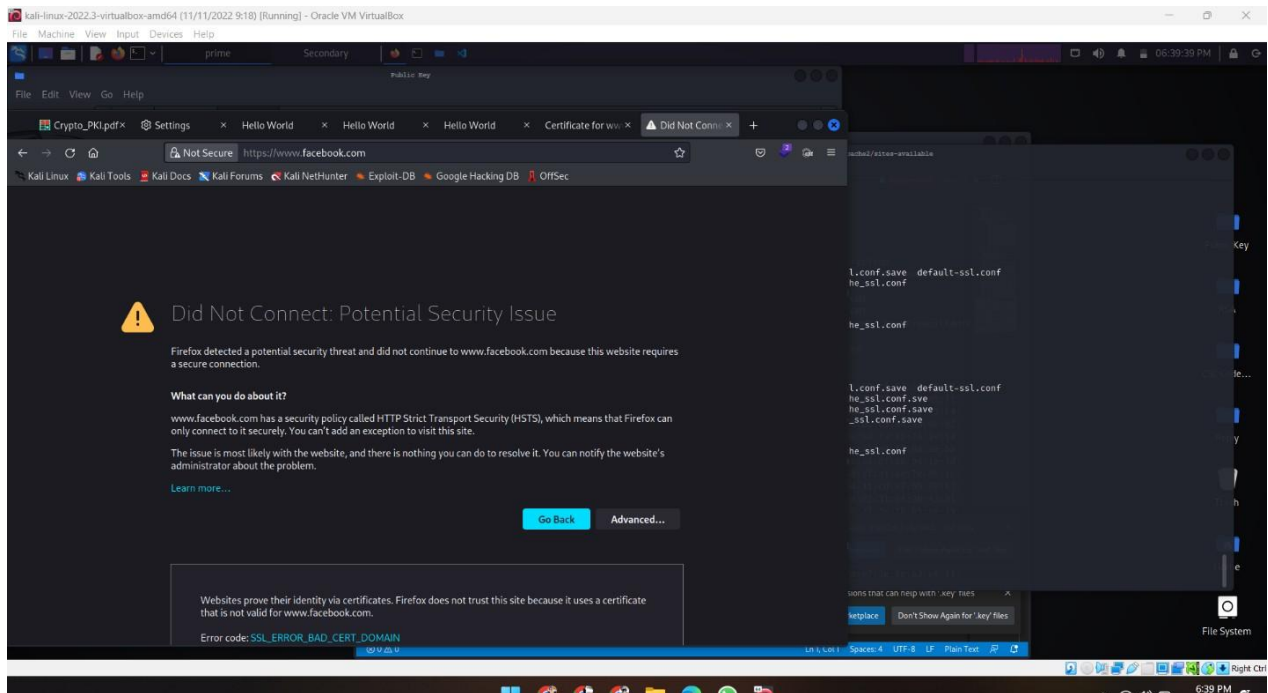 kali-linux-2022.3-virtualbox-amd64 (11/11/2022 9:18) [Running] - Oracle VM VirtualBox
File Machine View Input Devices Help
prime Secondary 06:39:39 PM
Public Key
File Edit View Go Help
Crypto_PKI.pdf Settings Hello World Hello World Hello World Certificate for ww Did Not Conne
Not Secure https://www.facebook.com
Kali Linux Kali Tools Kali Docs Kali Forums Kali NetHunter Exploit-DB Google Hacking DB OffSec
Did Not Connect: Potential Security Issue
Firefox detected a potential security threat and did not continue to www.facebook.com because this website requires
a secure connection.
What can you do about it?
www.facebook.com has a security policy called HTTP Strict Transport Security (HSTS), which means that Firefox can
only connect to it securely. You can't add an exception to visit this site.
The issue is most likely with the website, and there is nothing you can do to resolve it. You can notify the website's
administrator about the problem.
Learn more...
Go Back Advanced...
Websites prove their identity via certificates. Firefox does not trust this site because it uses a certificate
that is not valid for www.facebook.com.
Error code: SSL_ERROR_BAD_CERT_DOMAIN
ache2/sites-available
l.conf.save default-ssl.conf
he_ssl.conf
he_ssl.conf
l.conf.save default-ssl.conf
he_ssl.conf.sve
he_ssl.conf.save
_ssl.conf.save
he_ssl.conf
sions that can help with '.key' files
ketplace Don't Show Again for '.key' files
Ln 1, Col 1 Spaces: 4 UTF-8 LF Plain Text
Key
File System
Right Ctrl
6:39 PM